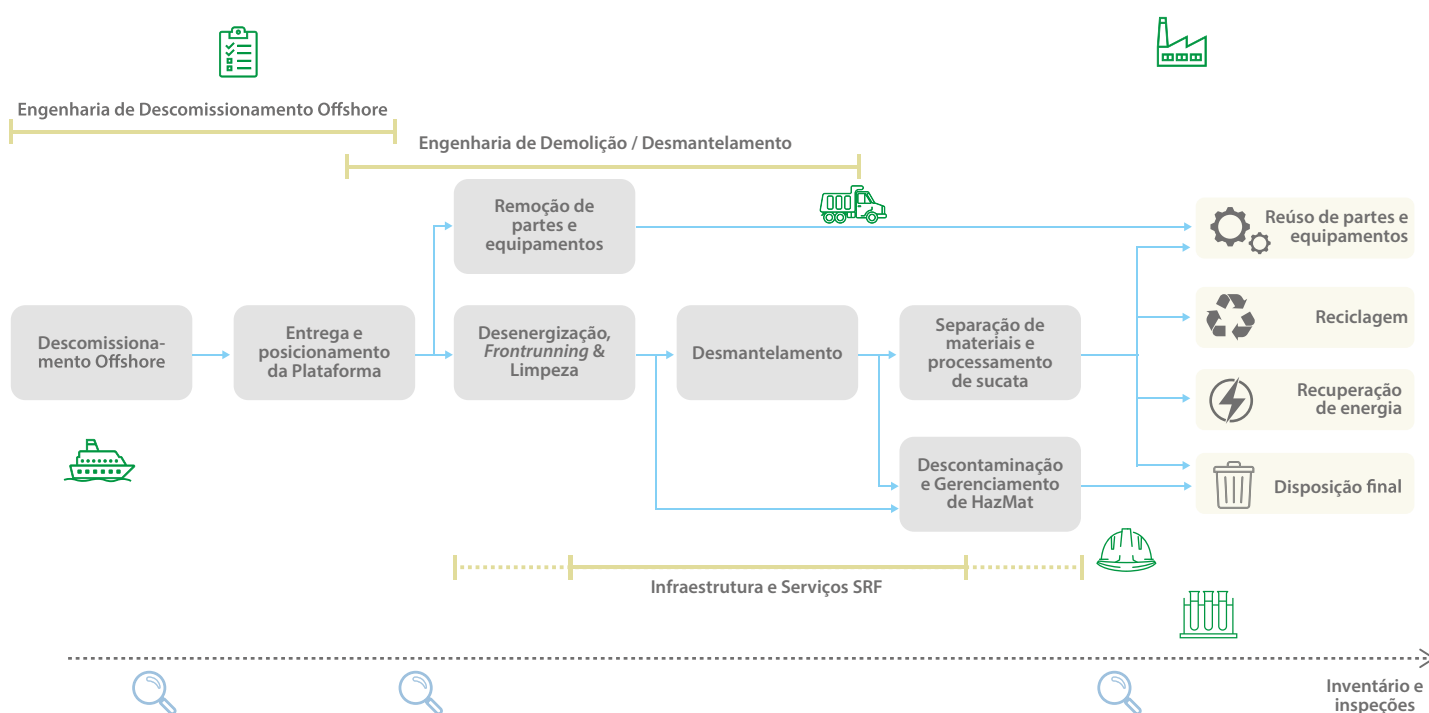 Engenharia de Descomissionamento Offshore
Engenharia de Demolição / Desmantelamento
Remoção de
partes e
equipamentos
Reúso de partes e
equipamentos
Descomissiona-
mento Offshore
Entrega e
posicionamento
da Plataforma
Desenergização,
Frontrunning &
Limpeza
Desmantelamento
Separação de
materiais e
processamento
de sucata
Reciclagem
Recuperação
de energia
Descontaminação
e Gerenciamento
de HazMat
Disposição final
Infraestrutura e Serviços SRF
Inventário e
inspeções